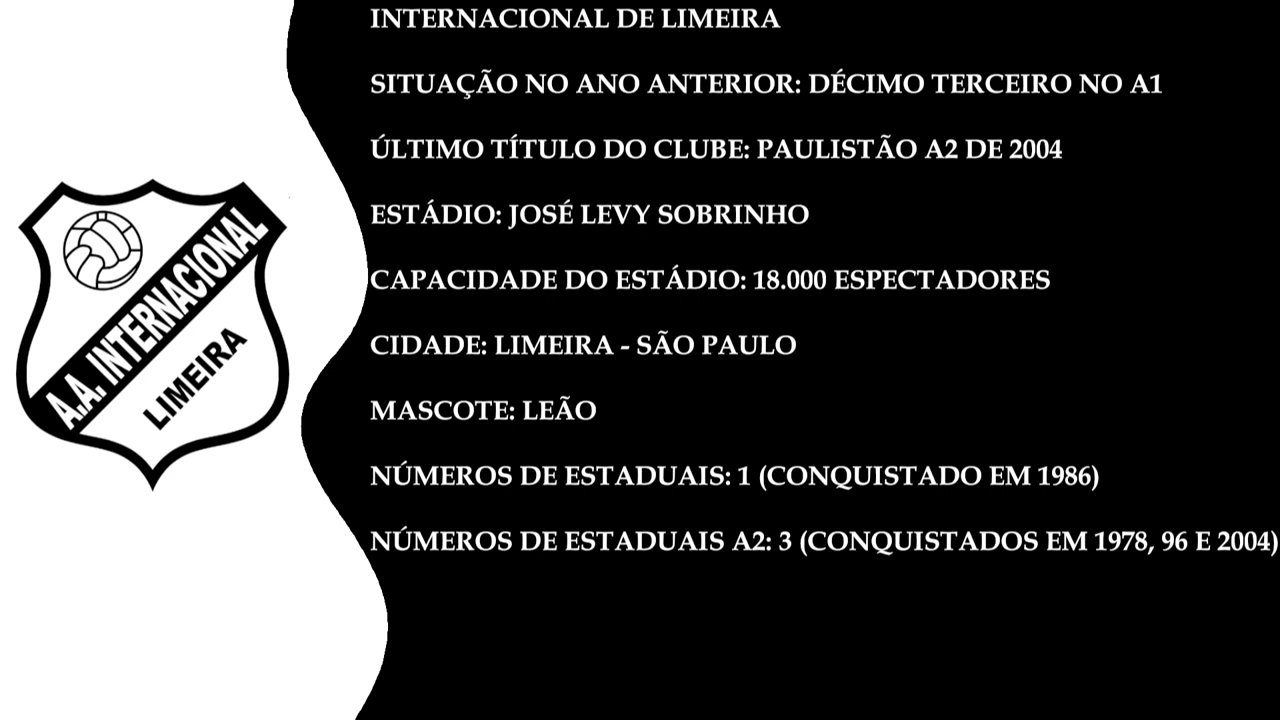 A.A. INTERNACIONAL
LIMEIRA
INTERNACIONAL DE LIMEIRA
SITUAÇÃO NO ANO ANTERIOR: DÉCIMO TERCEIRO NO A1
ÚLTIMO TÍTULO DO CLUBE: PAULISTÃO A2 DE 2004
ESTÁDIO: JOSÉ LEVY SOBRINHO
CAPACIDADE DO ESTÁDIO: 18.000 ESPECTADORES
CIDADE: LIMEIRA - SÃO PAULO
MASCOTE: LEÃO
NÚMEROS DE ESTADUAIS: 1 (CONQUISTADO EM 1986)
NÚMEROS DE ESTADUAIS A2: 3 (CONQUISTADOS EM 1978, 96 E 2004)